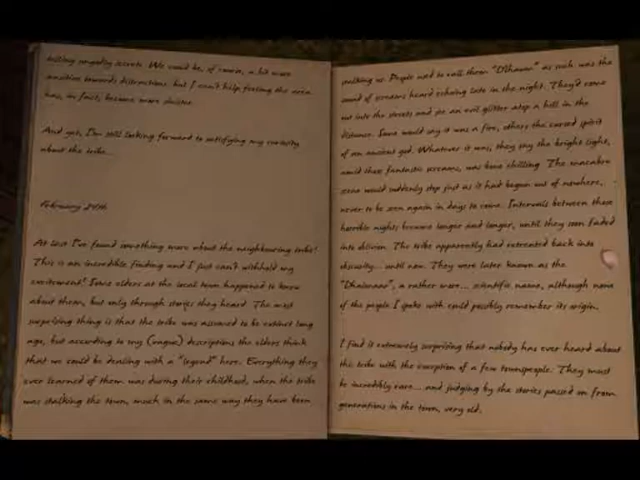 untoward secrets. We could be, of course, a bit more
sensitive towards distractions, but I can't help feeling the area
has, in fact, become more sinister.
And yet, I'm still looking forward to satisfying my curiosity
about the tribe...
February 24th
At last I've found something more about the neighbouring tribe!
This is an incredible finding and I just can't withhold my
excitement! Some elders at the local town happened to know
about them, but only through stories they heard. The most
surprising thing is that the tribe was assumed to be extinct long
ago, but according to my (vague) descriptions the elders think
that we could be dealing with a "legend" here. Everything they
ever learned of them was during their childhood, when the tribe
was stalking the town, much in the same way they have been
stalking us. People used to call them as such was the
sound of screams heard echoing late in the night. They'd come
out into the streets and see an evil glitter atop a hill in the
distance. Some would say it was a fire, others the cursed spirit
of an ancient god. Whatever it was, they say the bright light,
amid these fantastic screams, was bone chilling. The macabre
scene would suddenly stop just as it had begun out of nowhere,
never to be seen again in days to come. Intervals between these
horrible nights became longer and longer, until they soon faded
into oblivion. The tribe apparently had retreated back into
obscurity... until now. They were later known as the
a rather more... scientific name, although none
of the people I spoke with could possibly remember its origin.
I find it extremely surprising that nobody has ever heard about
the tribe with the exception of a few townspeople. They must
be incredibly rare... and judging by the stories passed on from
generations in the town, very old.